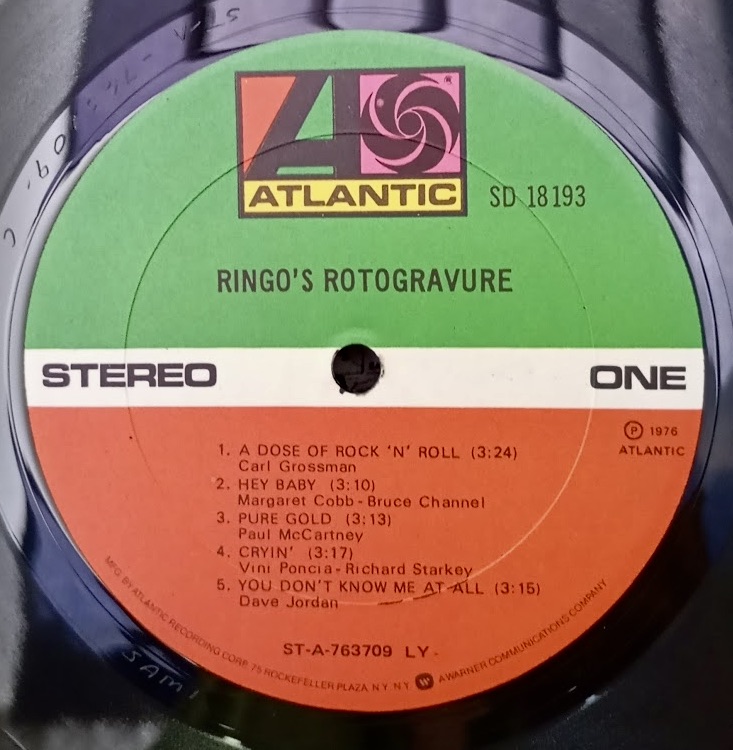 ATLANTIC
®
SD 18193
RINGO'S ROTOGRAVURE
STEREO
ONE
℗ 1976
ATLANTIC
1. A DOSE OF ROCK 'N' ROLL (3:24)
Carl Grossman
2. HEY BABY (3:10)
Margaret Cobb-Bruce Channel
3. PURE GOLD (3:13)
Paul McCartney
4. CRYIN' (3:17)
Vini Poncia-Richard Starkey
5. YOU DON'T KNOW ME AT ALL (3:15)
Dave Jordan
ST-A-763709 LY-
MFG. BY ATLANTIC RECORDING CORP. 75 ROCKEFELLER PLAZA, N.Y. N.Y. W A WARNER COMMUNICATIONS COMPANY